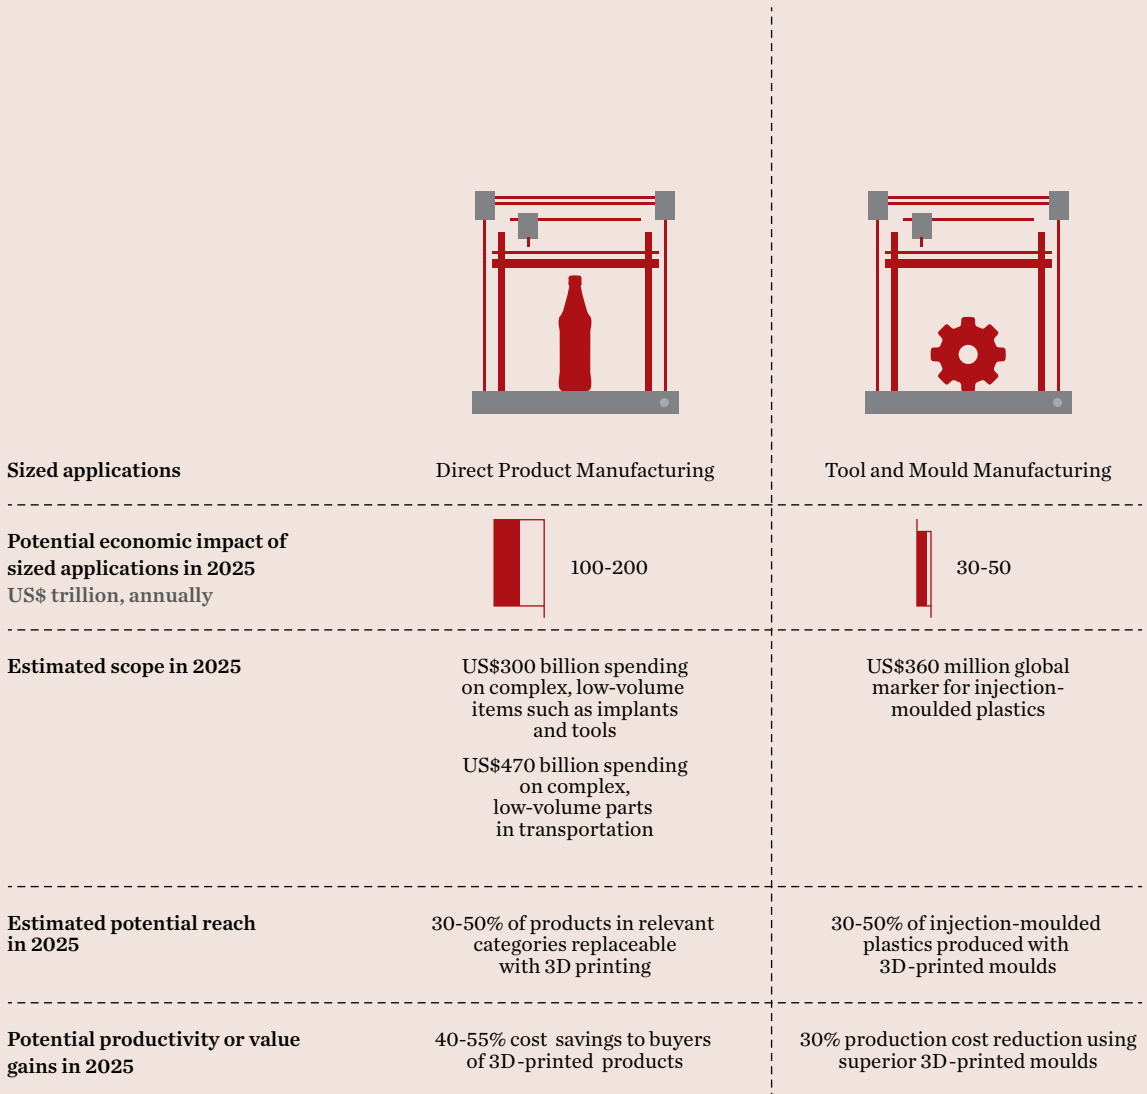 Sized applications
Direct Product Manufacturing
Tool and Mould Manufacturing
Potential economic impact of
sized applications in 2025
US$ trillion, annually
100-200
30-50
Estimated scope in 2025
US$300 billion spending
on complex, low-volume
items such as implants
and tools
US$470 billion spending
on complex,
low-volume parts
in transportation
US$360 million global
marker for injection-
moulded plastics
Estimated potential reach
in 2025
30-50% of products in relevant
categories replaceable
with 3D printing
30-50% of injection-moulded
plastics produced with
3D-printed moulds
Potential productivity or value
gains in 2025
40-55% cost savings to buyers
of 3D-printed products
30% production cost reduction using
superior 3D-printed moulds